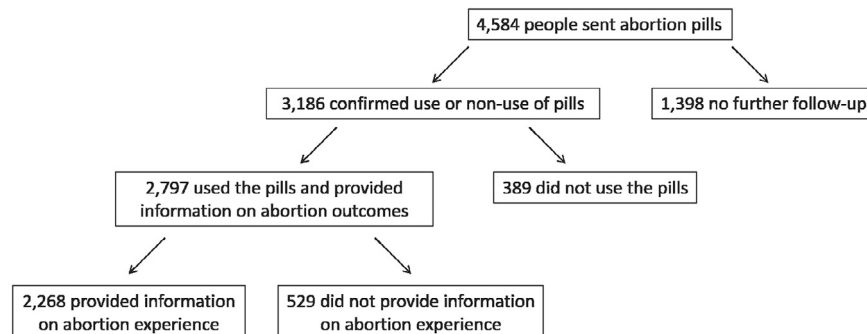 4,584 people sent abortion pills
3,186 confirmed use or non-use of pills
1,398 no further follow-up
2,797 used the pills and provided
information on abortion outcomes
389 did not use the pills
2,268 provided information
on abortion experience
529 did not provide information
on abortion experience